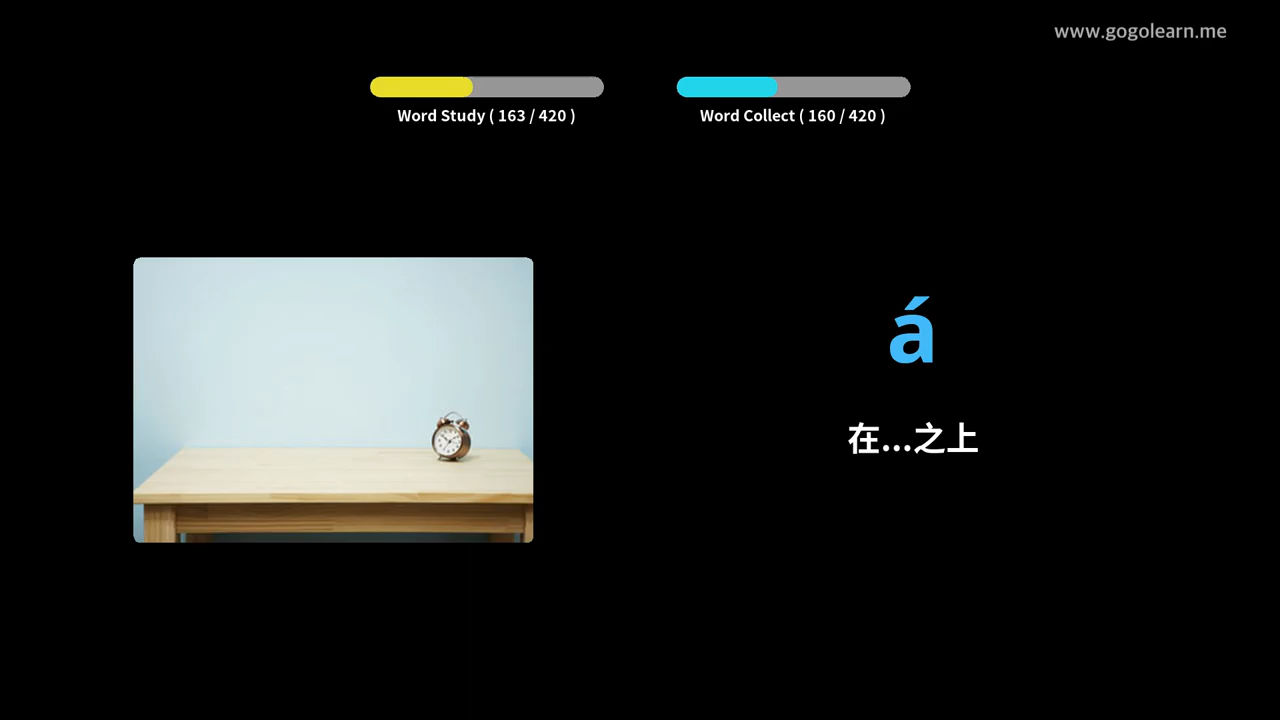 www.gogolearn.me
Word Study ( 163 / 420 )
Word Collect ( 160 / 420 )
á
在...之上